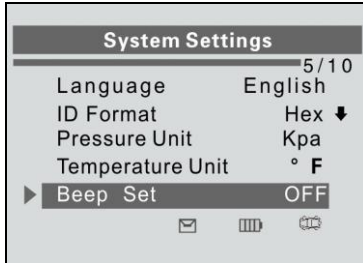 System Settings
5/10
Language English
ID Format Hex
Pressure Unit Kpa
Temperature Unit ° F
Beep Set OFF